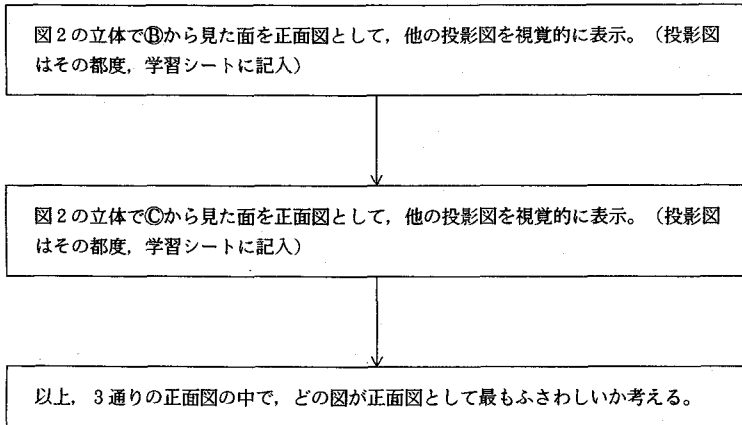 図2の立体でⒷから見た面を正面図として，他の投影図を視覚的に表示。（投影図
はその都度，学習シートに記入）
図2の立体でⒸから見た面を正面図として，他の投影図を視覚的に表示。（投影図
はその都度，学習シートに記入）
以上，3通りの正面図の中で，どの図が正面図として最もふさわしいか考える。